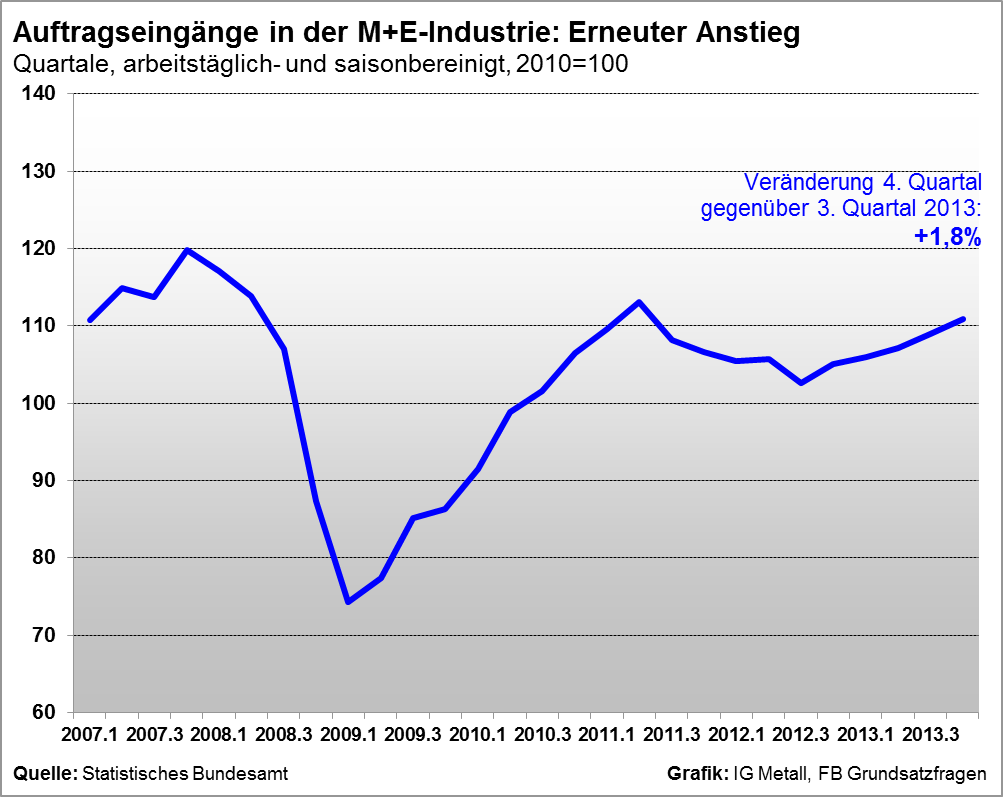 Auftragseingänge in der M+E-Industrie: Erneuter Anstieg
Quartale, arbeitstäglich- und saisonbereinigt, 2010=100
140
130
Veränderung 4. Quartal
gegenüber 3. Quartal 2013:
+1,8%
120
110
100
90
80
70
60
2007.1 2007.3 2008.1 2008.3 2009.1 2009.3 2010.1 2010.3 2011.1 2011.3 2012.1 2012.3 2013.1 2013.3
Quelle: Statistisches Bundesamt
Grafik: IG Metall, FB Grundsatzfragen